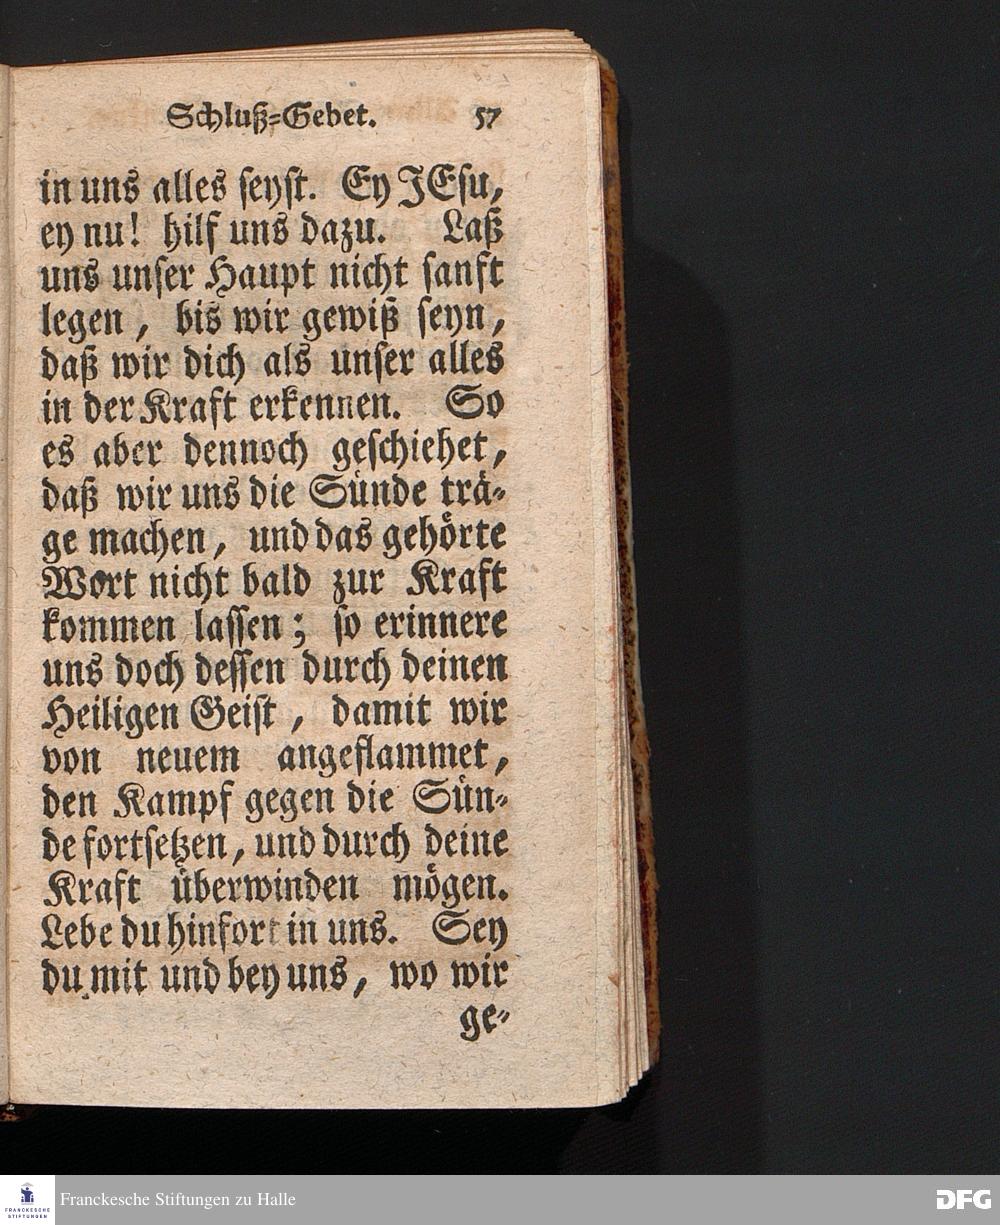 Schluß-Gebet. 57
in uns alles seyst. Ey JEsu,
ey nu! hilf uns dazu. Laß
uns unser Haupt nicht sanft
legen, bis wir gewiß seyn,
daß wir dich als unser alles
in der Kraft erkennen. So
es aber dennoch geschiehet,
daß wir uns die Sünde trä-
ge machen, und das gehörte
Wort nicht bald zur Kraft
kommen lassen; so erinnere
uns doch dessen durch deinen
Heiligen Geist, damit wir
von neuem angeflammet,
den Kampf gegen die Sün-
de fortsetzen, und durch deine
Kraft überwinden mögen.
Lebe du hinfort in uns. Sey
du mit und bey uns, wo wir
ge-
FRANCKESCHE
STIFTUNGEN
Franckesche Stiftungen zu Halle
DFG